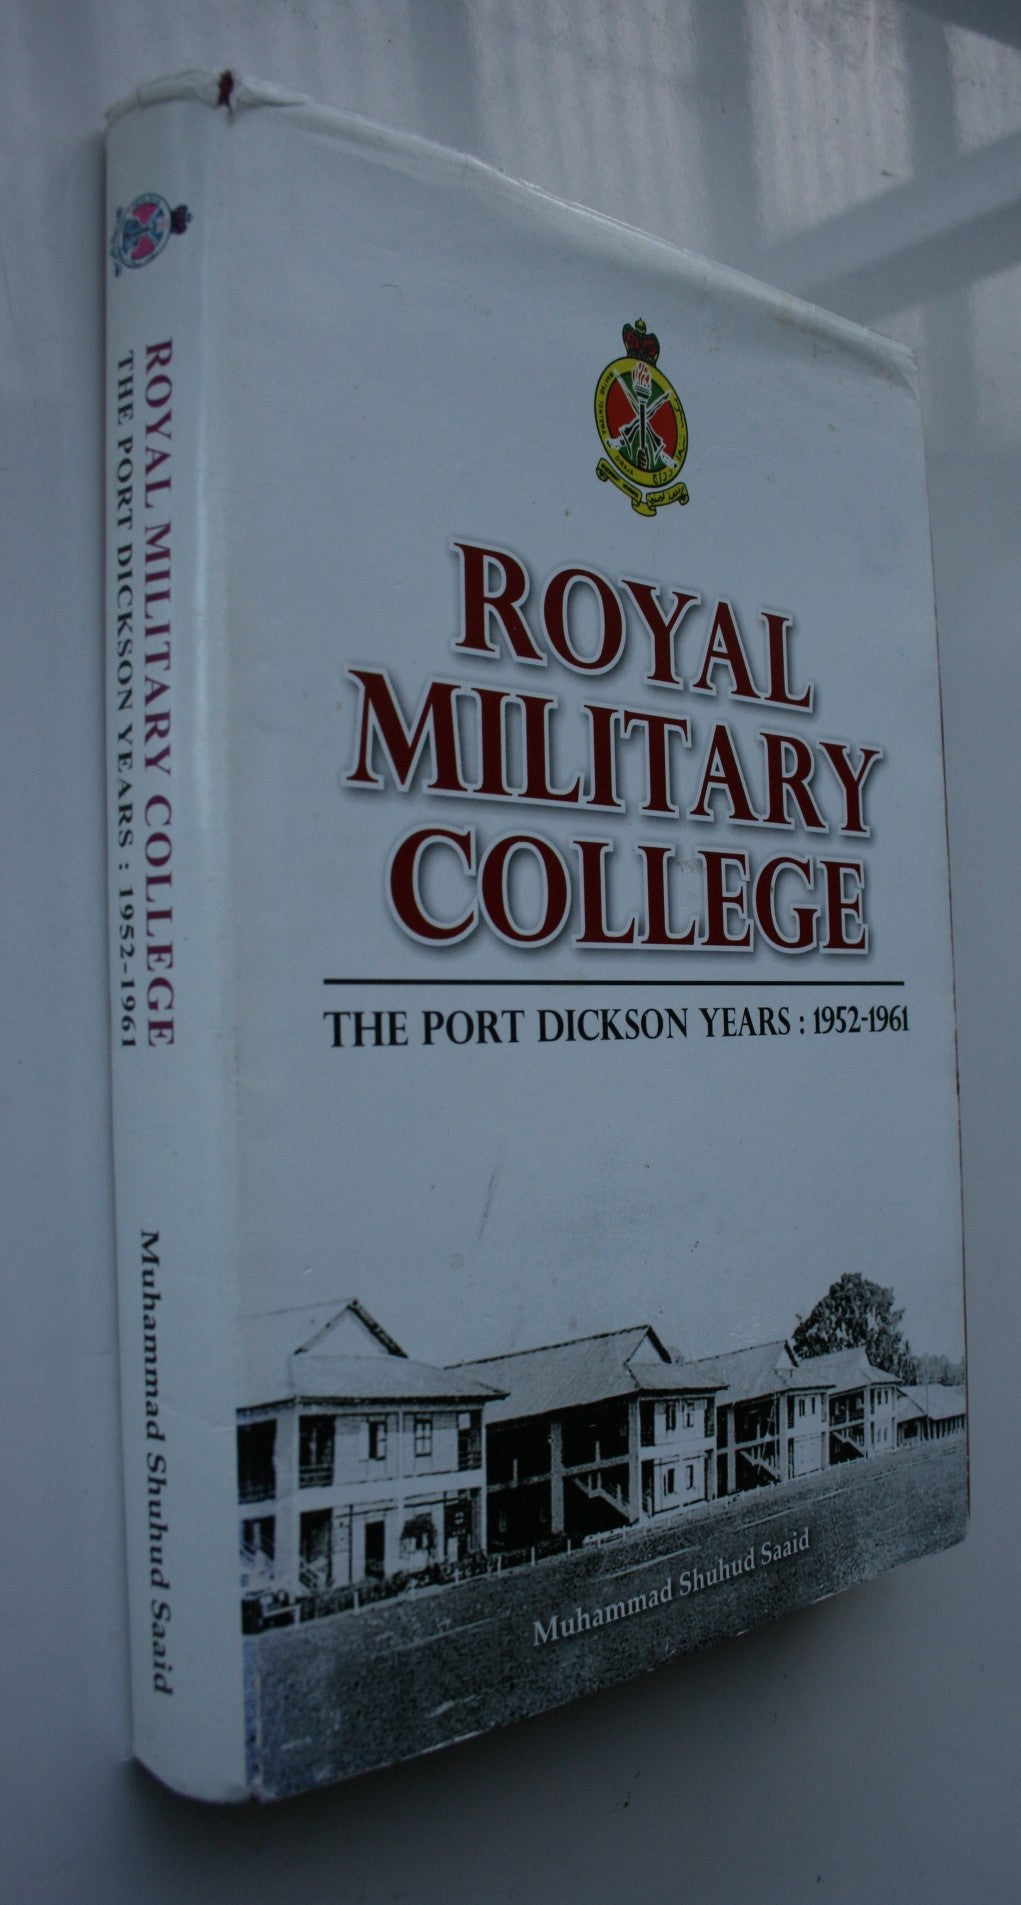 ROYAL MILITARY COLLEGE
THE PORT DICKSON YEARS : 1952-1961
Muhammad Shuhud Saaid
ROYAL
MILITARY
COLLEGE
THE PORT DICKSON YEARS : 1952-1961
Muhammad Shuhud Saaid